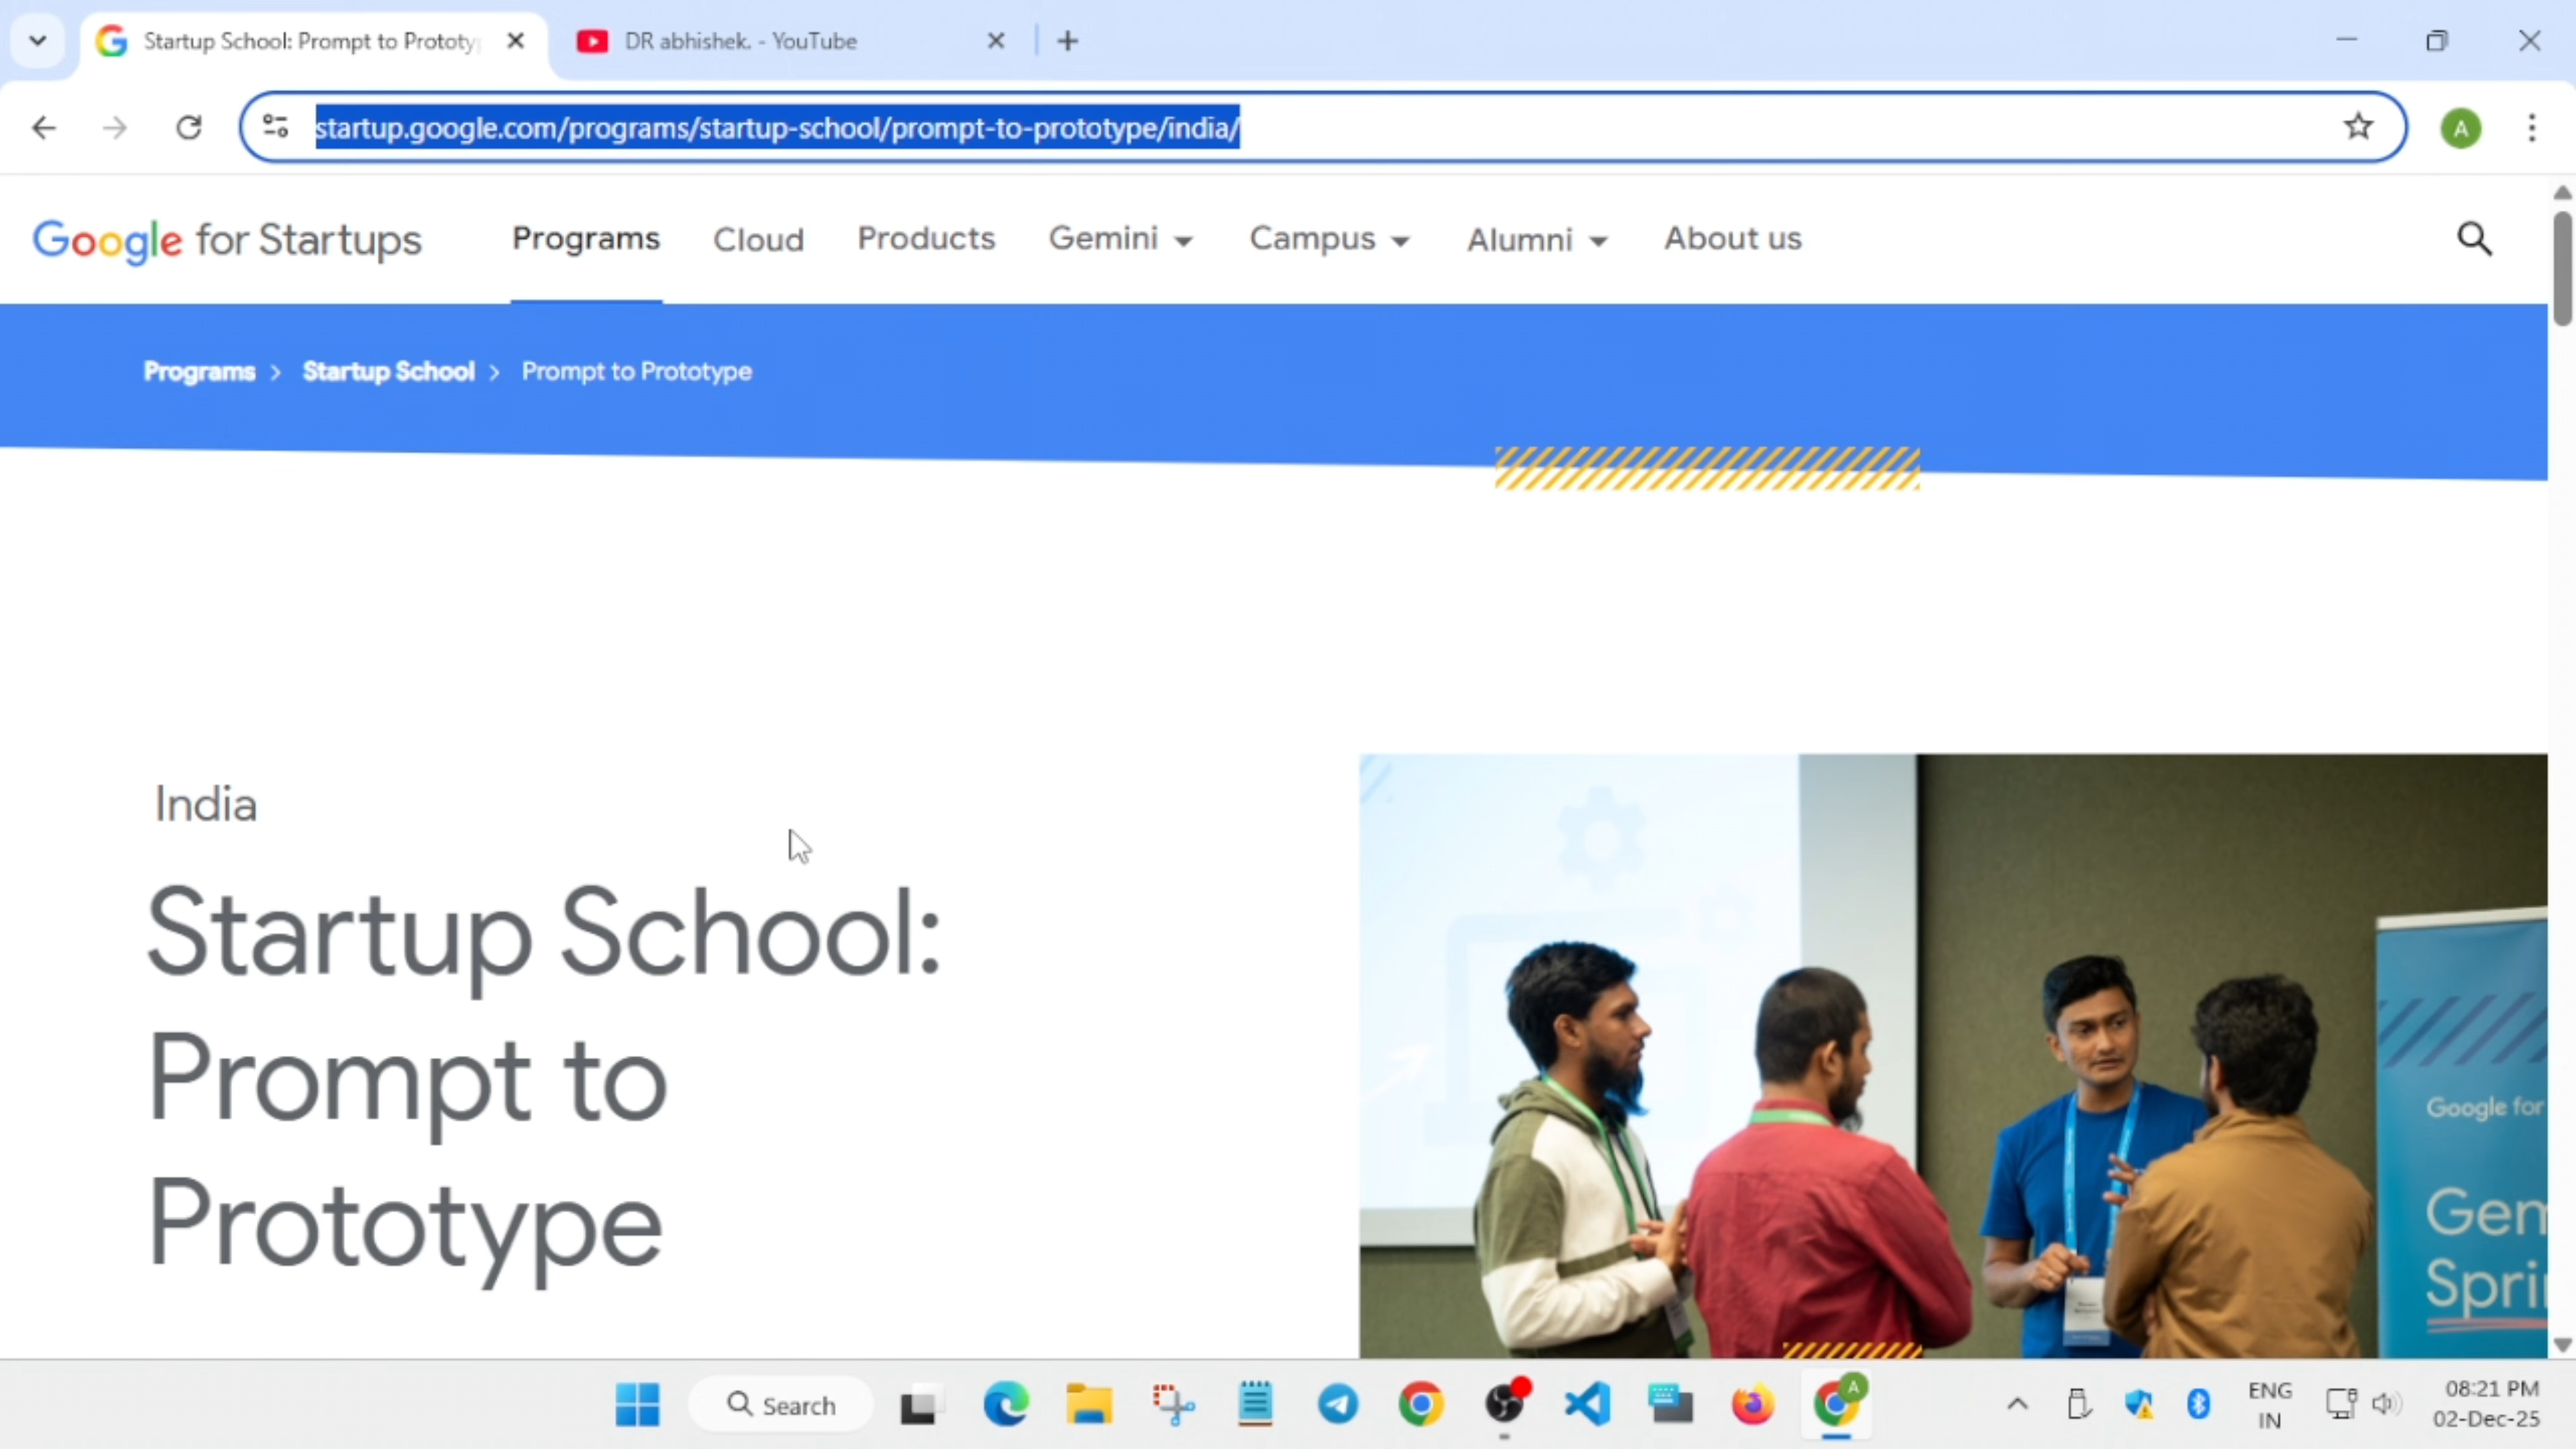 Startup School: Prompt to Prototy
DR abhishek. - YouTube
startup.google.com/programs/startup-school/prompt-to-prototype/india/
A
Google for Startups
Programs
Cloud
Products
Gemini
Campus
Alumni
About us
Programs > Startup School > Prompt to Prototype
India
Startup School:
Prompt to
Prototype
Google for
Gem
Spri
Search
A
ENG
IN
08:21 PM
02-Dec-25